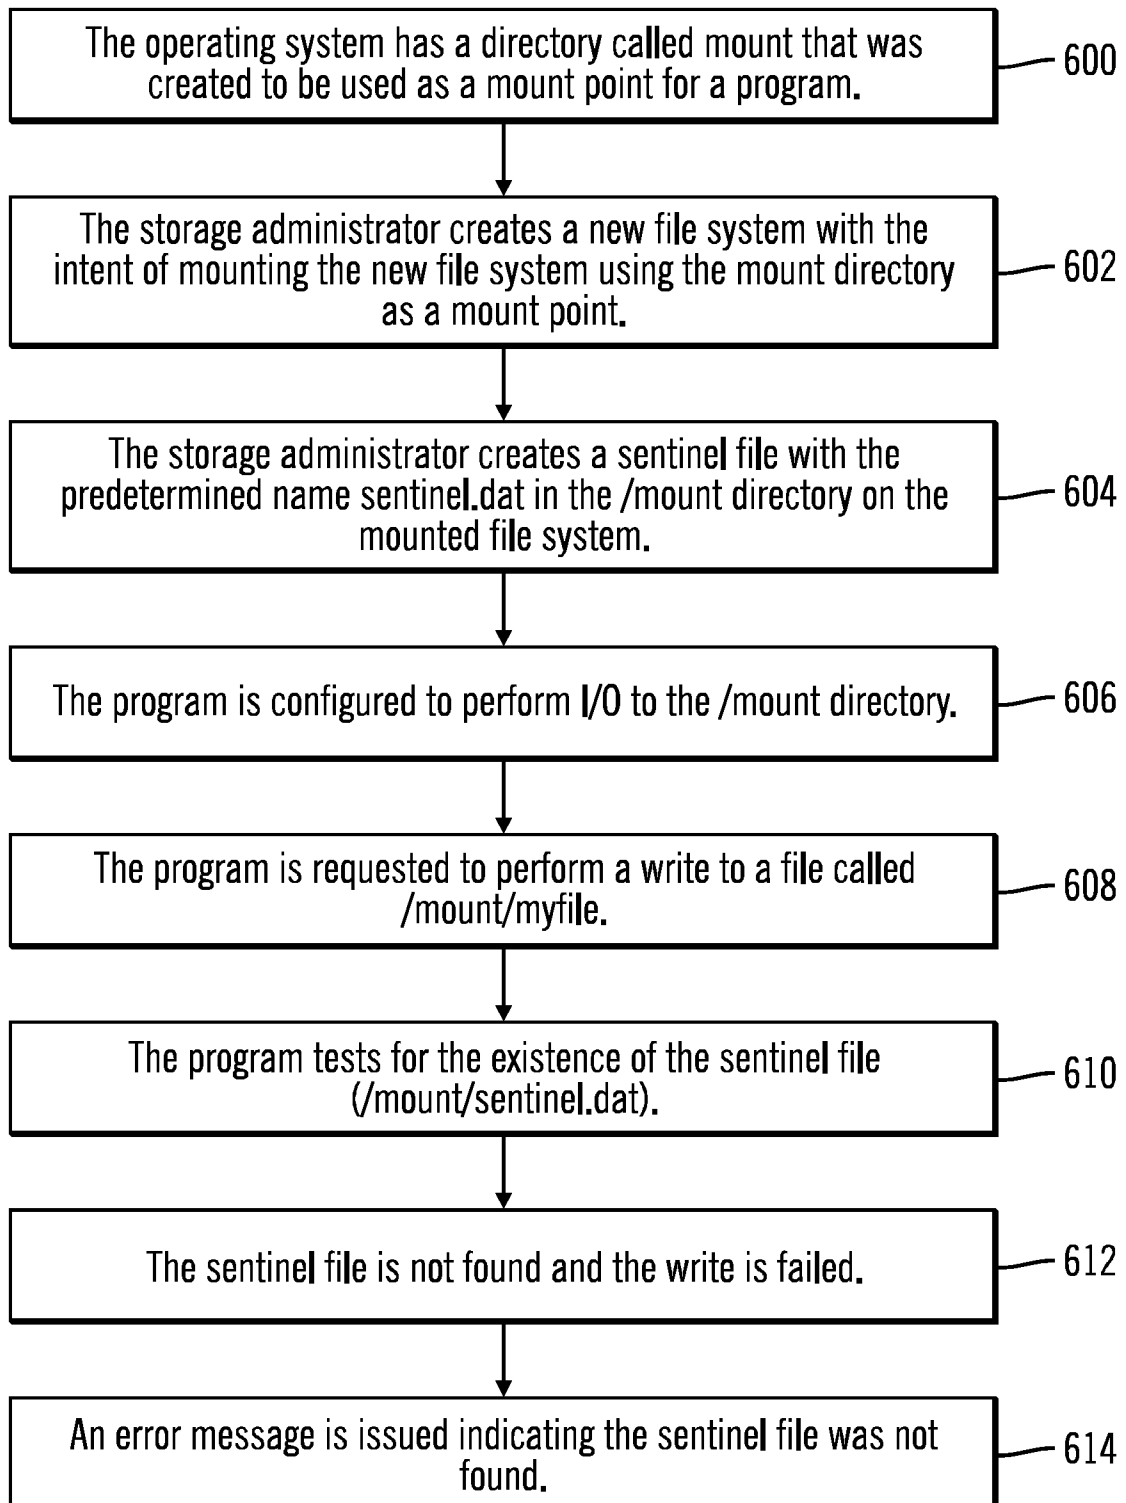 The operating system has a directory called mount that was
created to be used as a mount point for a program.
600
The storage administrator creates a new file system with the
intent of mounting the new file system using the mount directory
as a mount point.
602
The storage administrator creates a sentinel file with the
predetermined name sentinel.dat in the /mount directory on the
mounted file system.
604
The program is configured to perform I/O to the /mount directory.
606
The program is requested to perform a write to a file called
/mount/myfile.
608
The program tests for the existence of the sentinel file
(/mount/sentinel.dat).
610
The sentinel file is not found and the write is failed.
612
An error message is issued indicating the sentinel file was not
found.
614